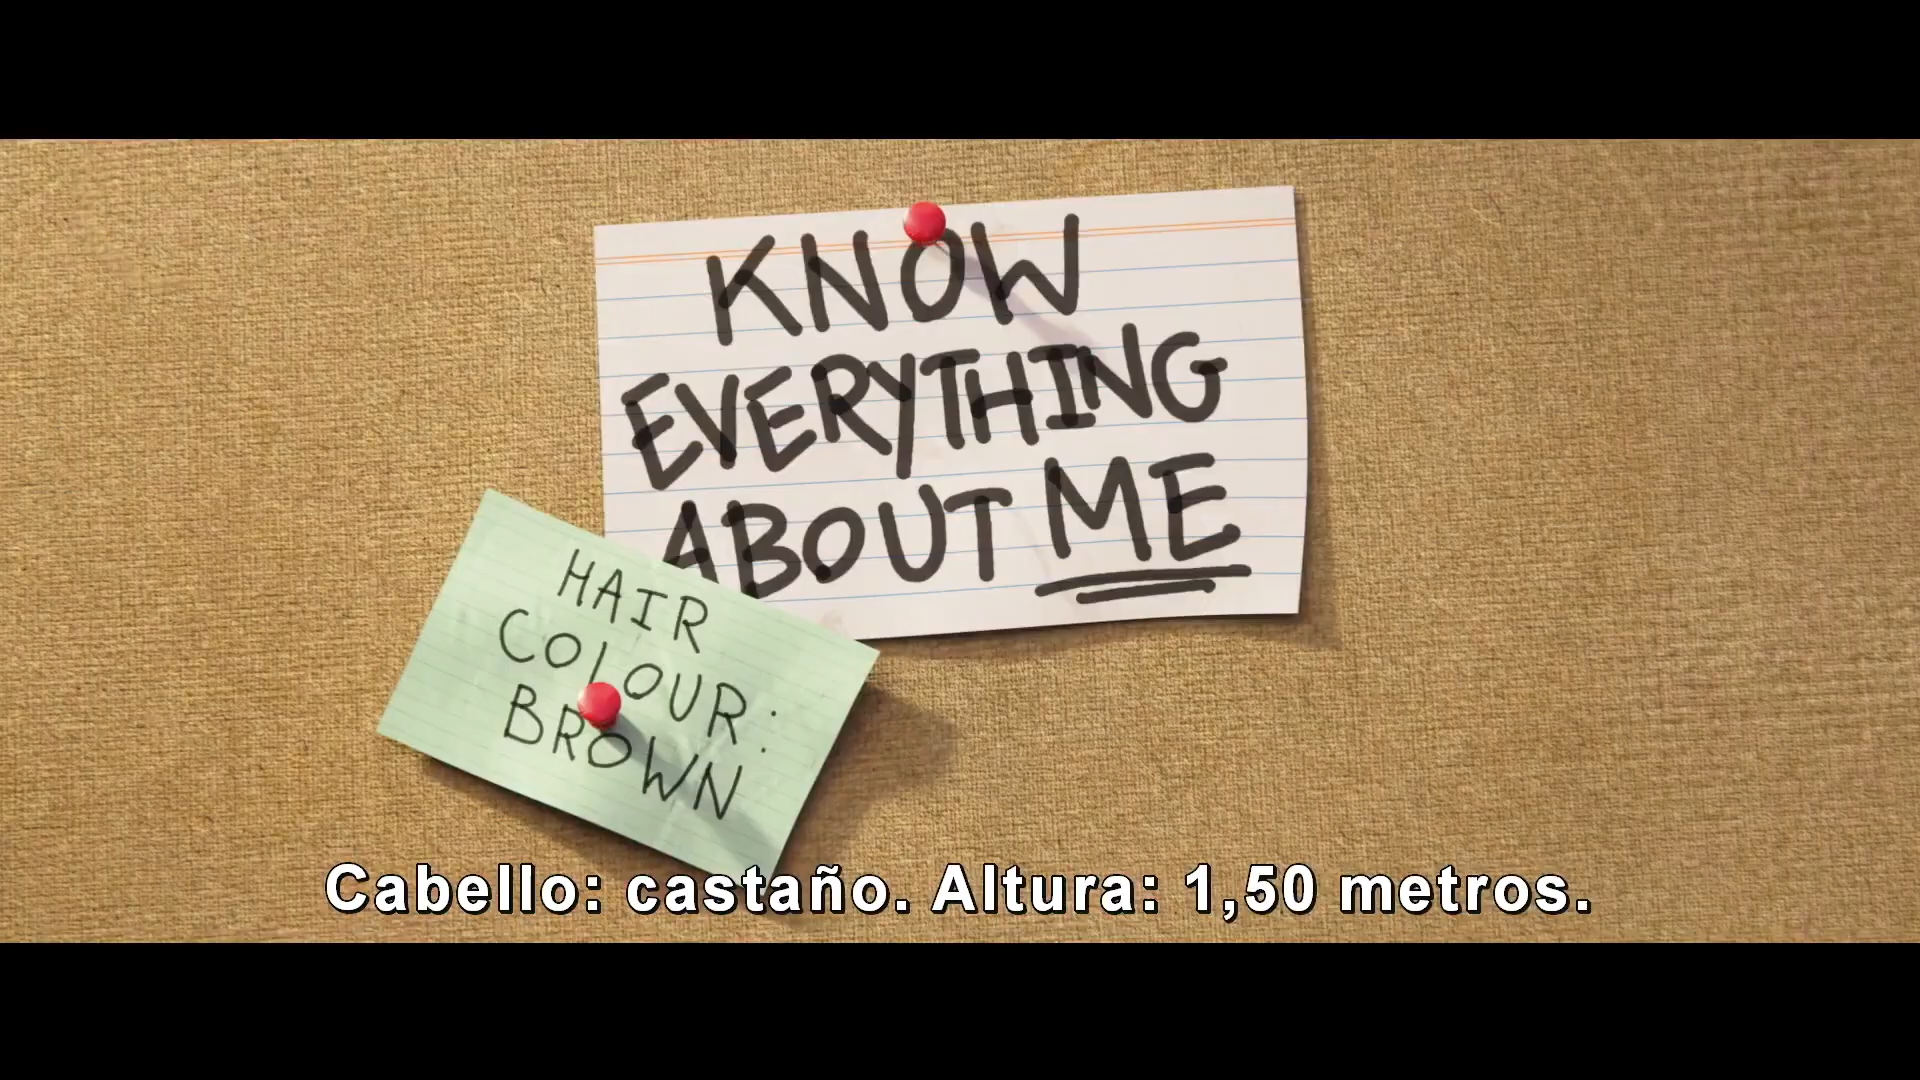 KNOW
EVERYTHING
ABOUT ME
HAIR
COLOUR:
BROWN
Cabello: castaño. Altura: 1,50 metros.